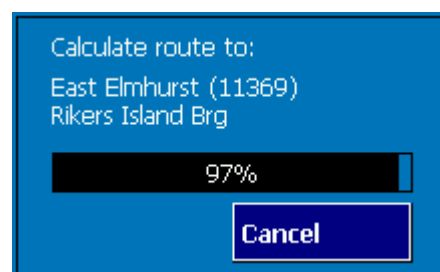 Calculate route to:
East Elmhurst (11369)
Rikers Island Brg
97%
Cancel